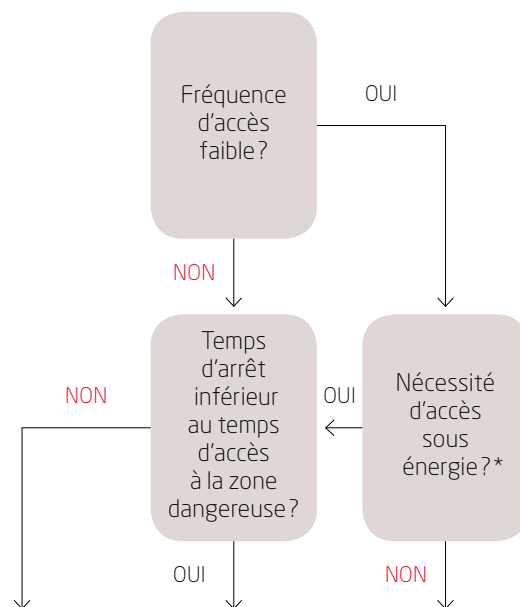 Fréquence
d'accès
faible ?
OUI
NON
Temps
d'arrêt
inférieur
au temps
d'accès
à la zone
dangereuse ?
NON
OUI
Nécessité
d'accès
sous
énergie ?*
OUI
NON